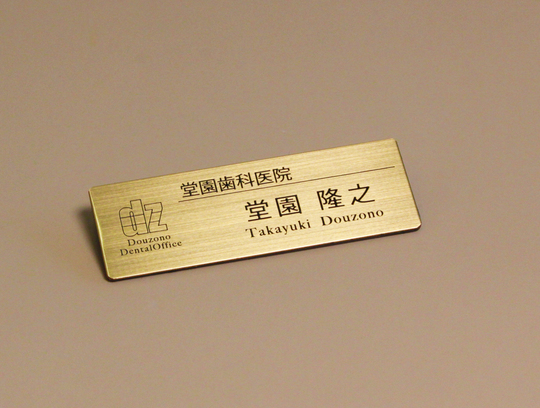 堂園歯科医院
堂園 隆之
Takayuki Douzono
dz
Douzono
DentalOffice